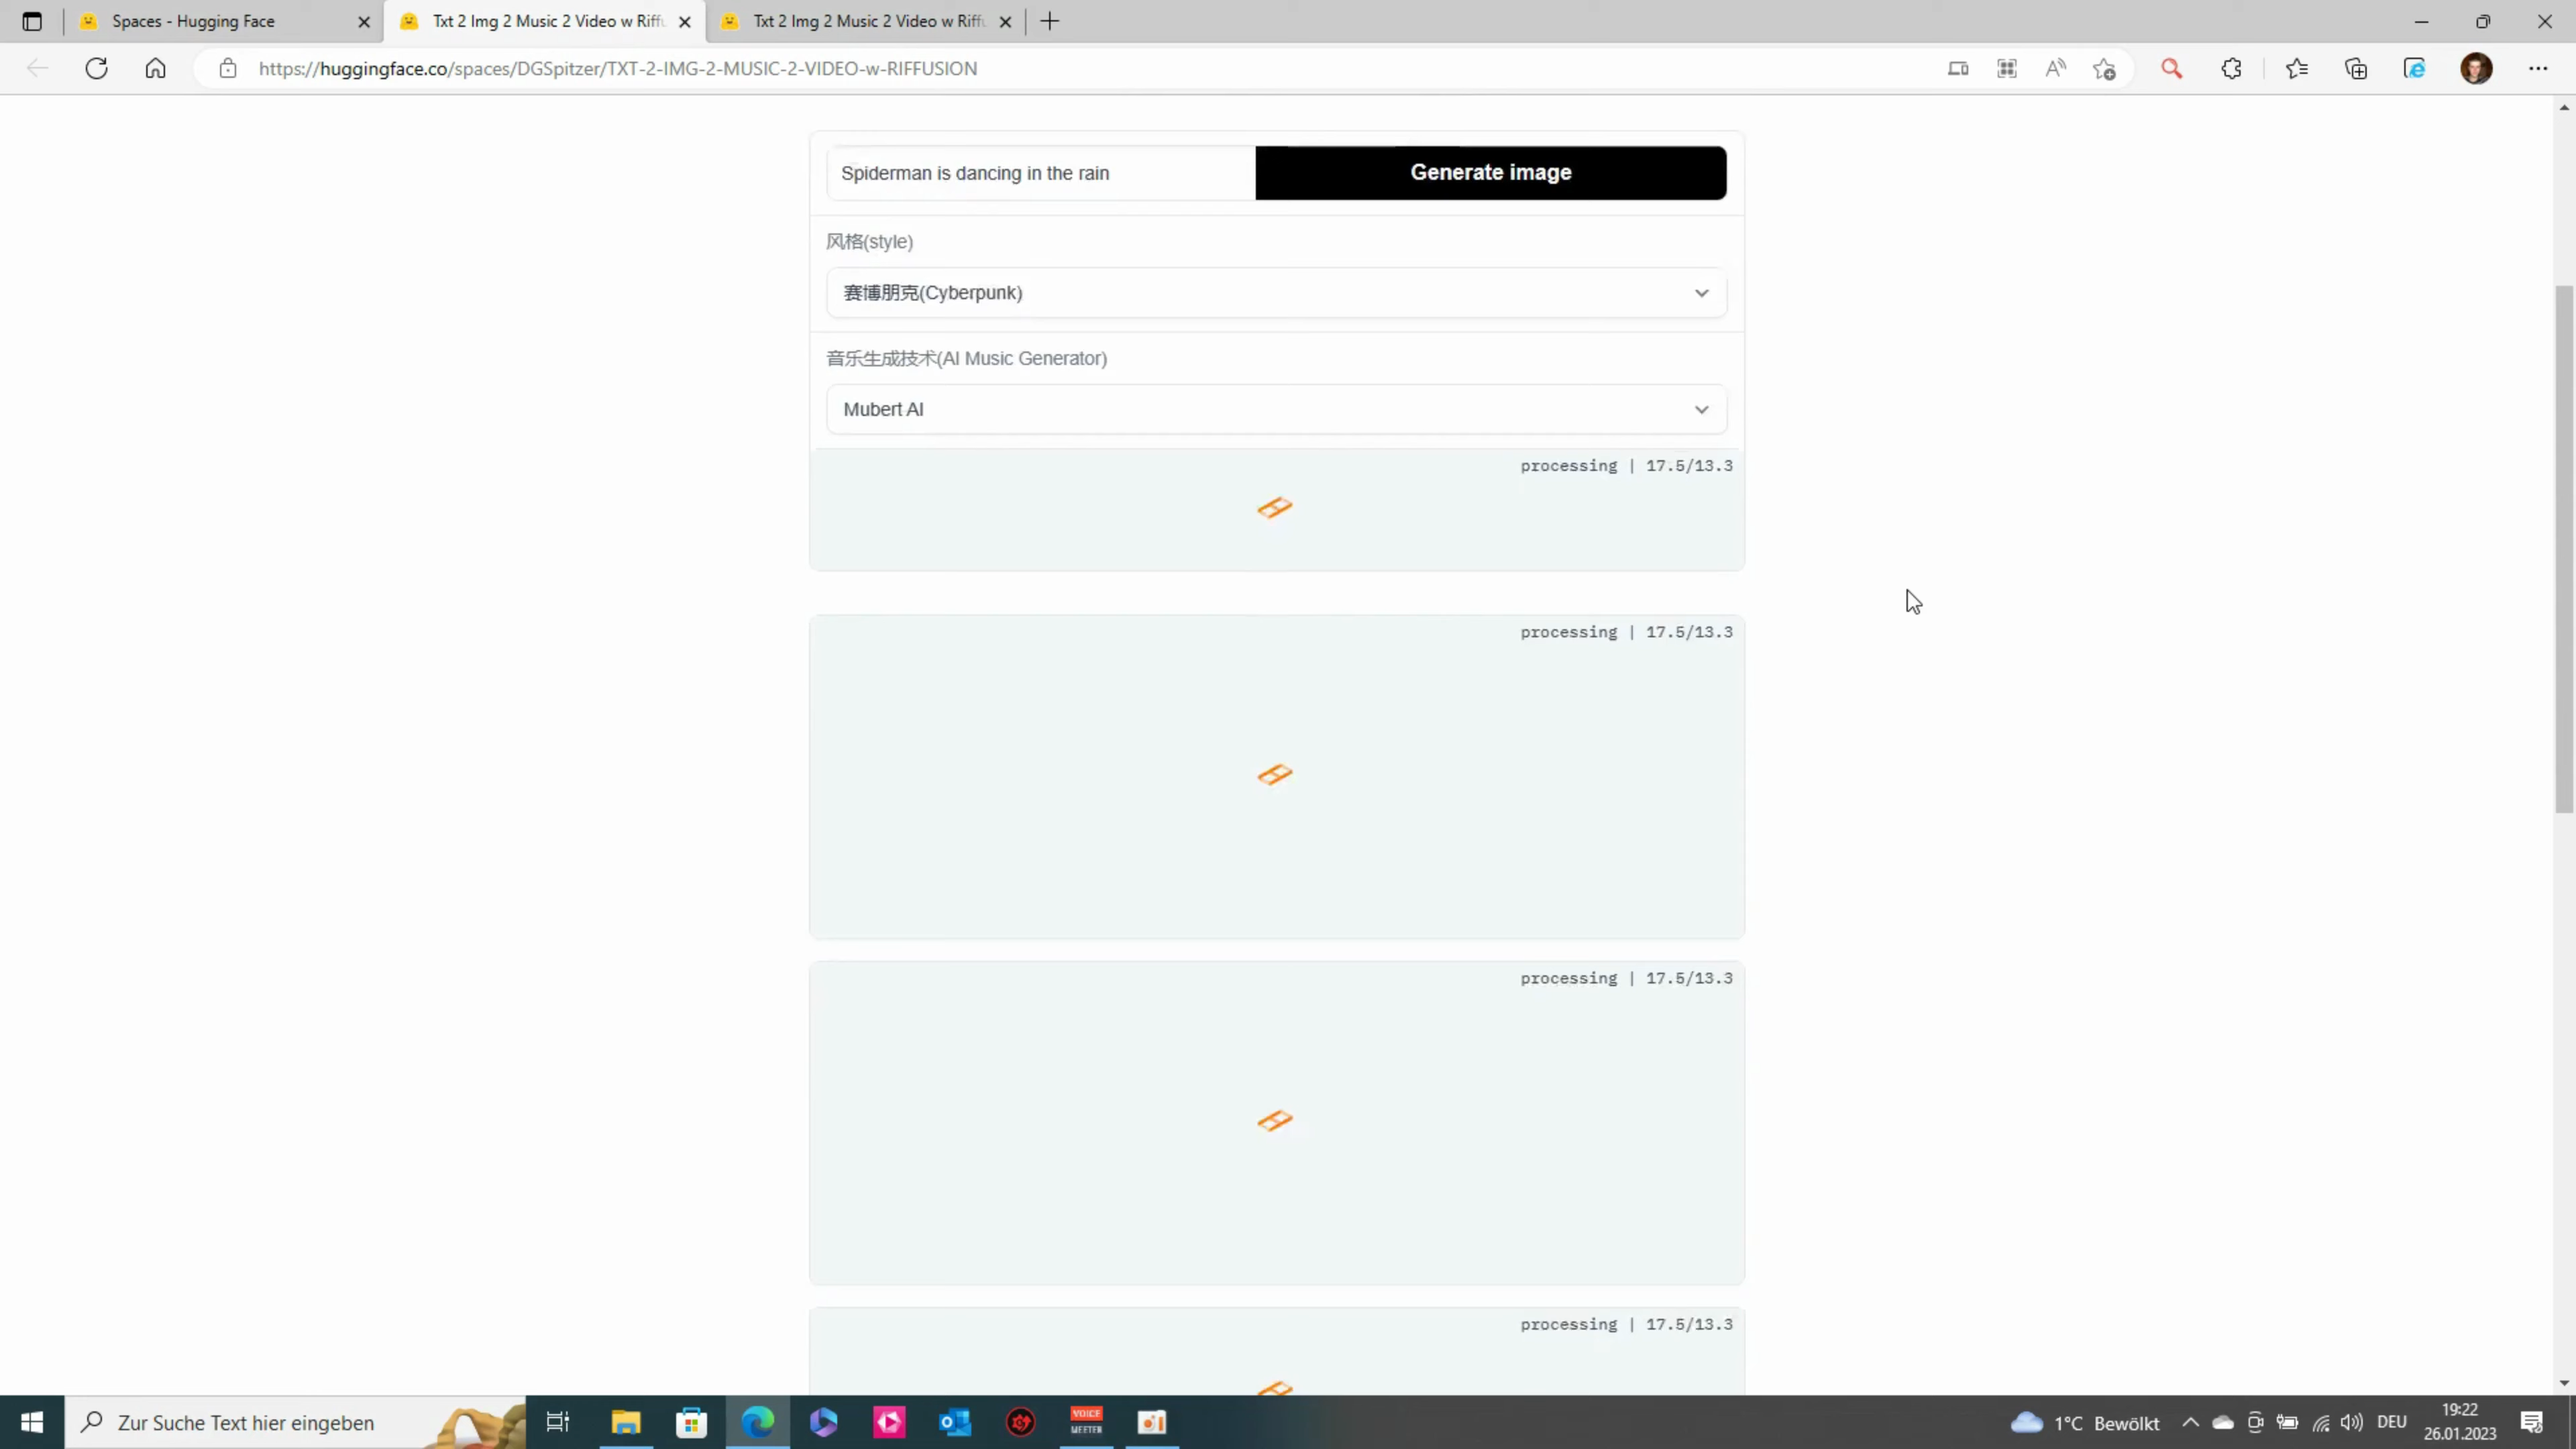 Spaces - Hugging Face
Txt 2 Img 2 Music 2 Video w Riff
Txt 2 Img 2 Music 2 Video w Riff
https://huggingface.co/spaces/DGSpitzer/TXT-2-IMG-2-MUSIC-2-VIDEO-w-RIFFUSION
Spiderman is dancing in the rain
Generate image
风格(style)
赛博朋克(Cyberpunk)
音乐生成技术(AI Music Generator)
Mubert AI
processing | 17.5/13.3
processing | 17.5/13.3
processing | 17.5/13.3
processing | 17.5/13.3
Zur Suche Text hier eingeben
VOICE
MEETER
1°C Bewölkt
DEU
19:22
26.01.2023